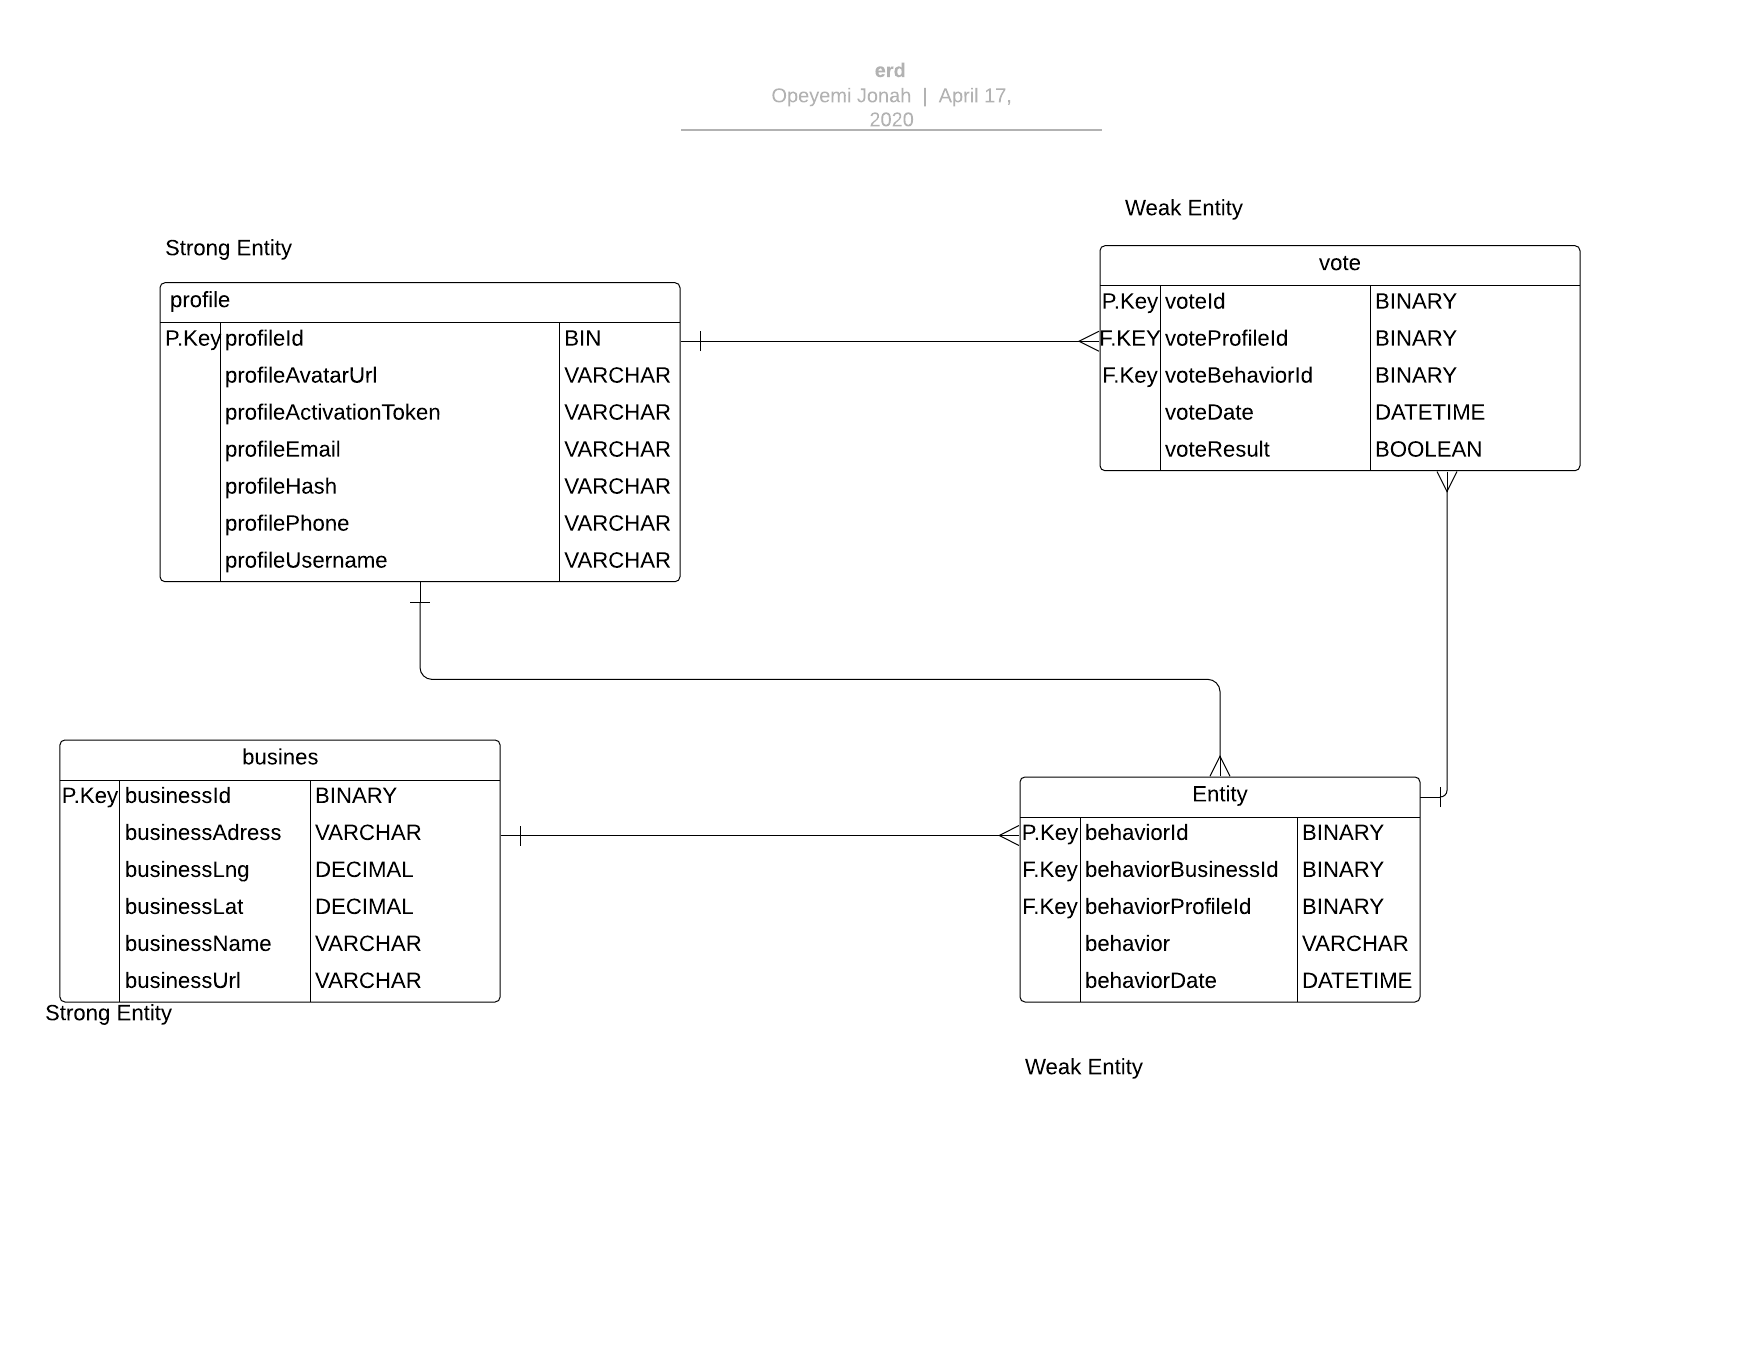 erd
Opeyemi Jonah | April 17,
2020
Weak Entity
Strong Entity
vote
P.Key voteId BINARY
F.KEY voteProfileId BINARY
F.Key voteBehaviorId BINARY
voteDate DATETIME
voteResult BOOLEAN
profile
P.Key profileId BIN
profileAvatarUrl VARCHAR
profileActivationToken VARCHAR
profileEmail VARCHAR
profileHash VARCHAR
profilePhone VARCHAR
profileUsername VARCHAR
busines
P.Key businessId BINARY
businessAdress VARCHAR
businessLng DECIMAL
businessLat DECIMAL
businessName VARCHAR
businessUrl VARCHAR
Strong Entity
Entity
P.Key behaviorId BINARY
F.Key behaviorBusinessId BINARY
F.Key behaviorProfileId BINARY
behavior VARCHAR
behaviorDate DATETIME
Weak Entity